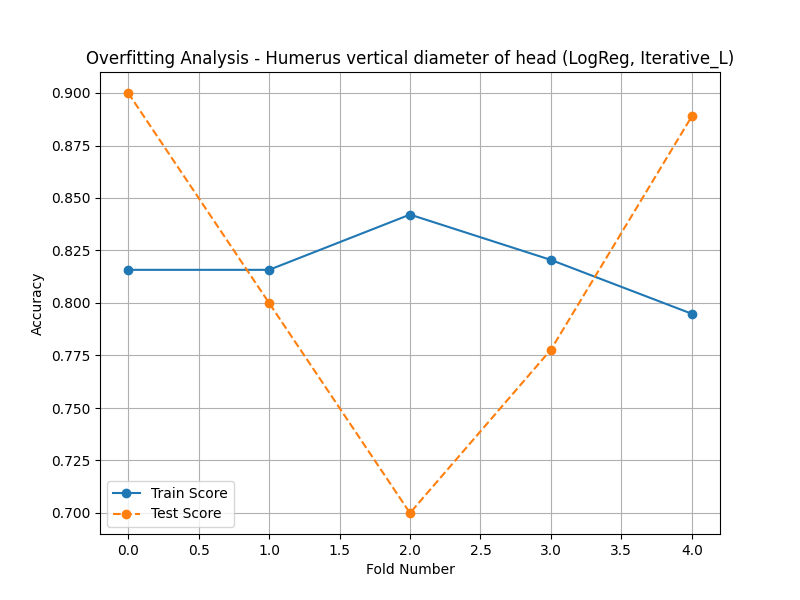 Overfitting Analysis - Humerus vertical diameter of head (LogReg, Iterative_L)
0.900
0.875
0.850
0.825
0.800
0.775
0.750
0.725
0.700
Accuracy
Train Score
Test Score
0.0 0.5 1.0 1.5 2.0 2.5 3.0 3.5 4.0
Fold Number